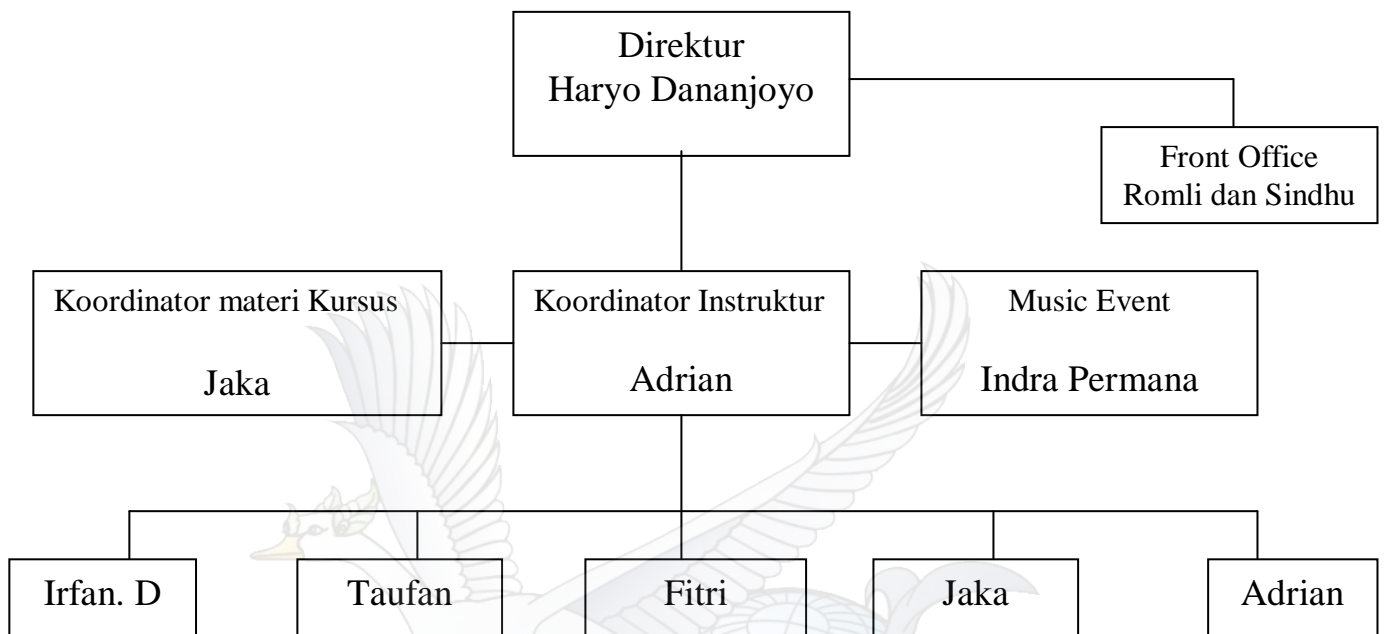 Direktur
Haryo Dananjoyo
Front Office
Romli dan Sindhu
Koordinator materi Kursus
Jaka
Koordinator Instruktur
Adrian
Music Event
Indra Permana
Irfan. D
Taufan
Fitri
Jaka
Adrian